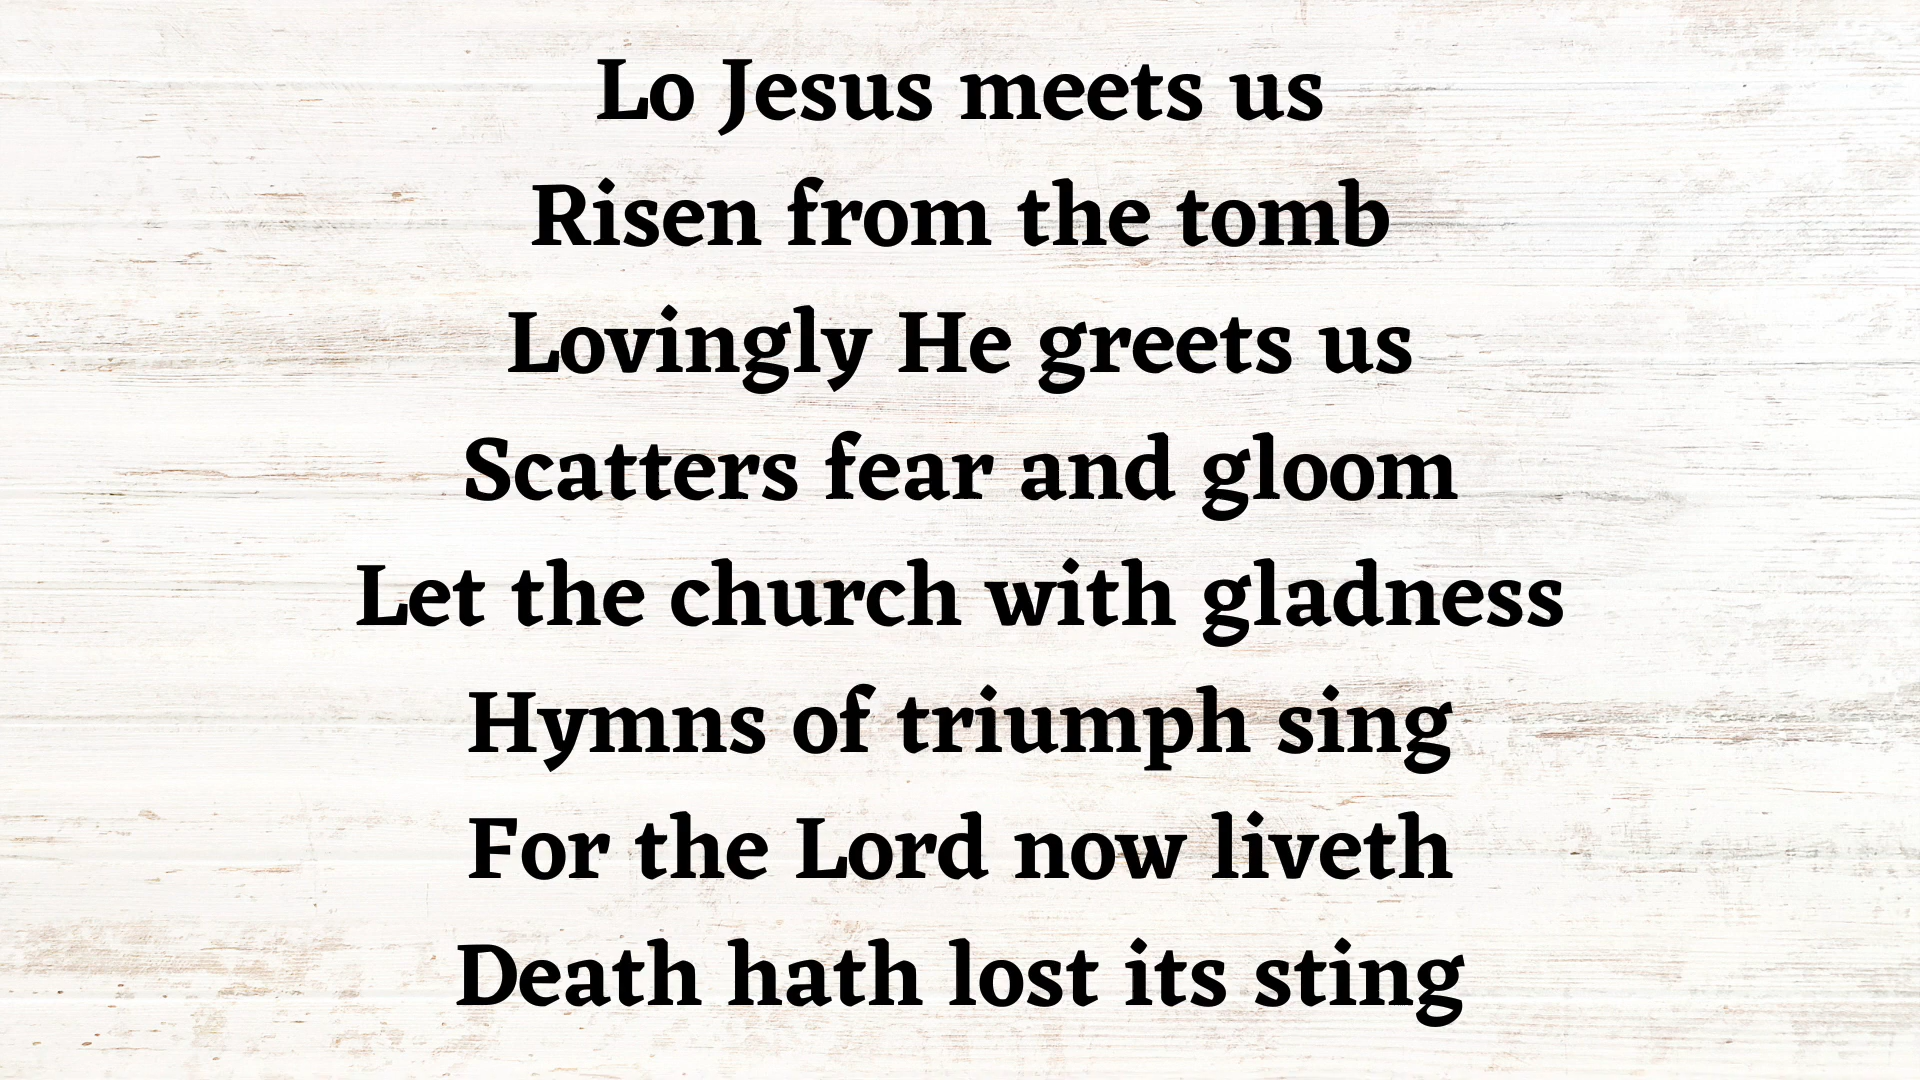 Lo Jesus meets us
Risen from the tomb
Lovingly He greets us
Scatters fear and gloom
Let the church with gladness
Hymns of triumph sing
For the Lord now liveth
Death hath lost its sting